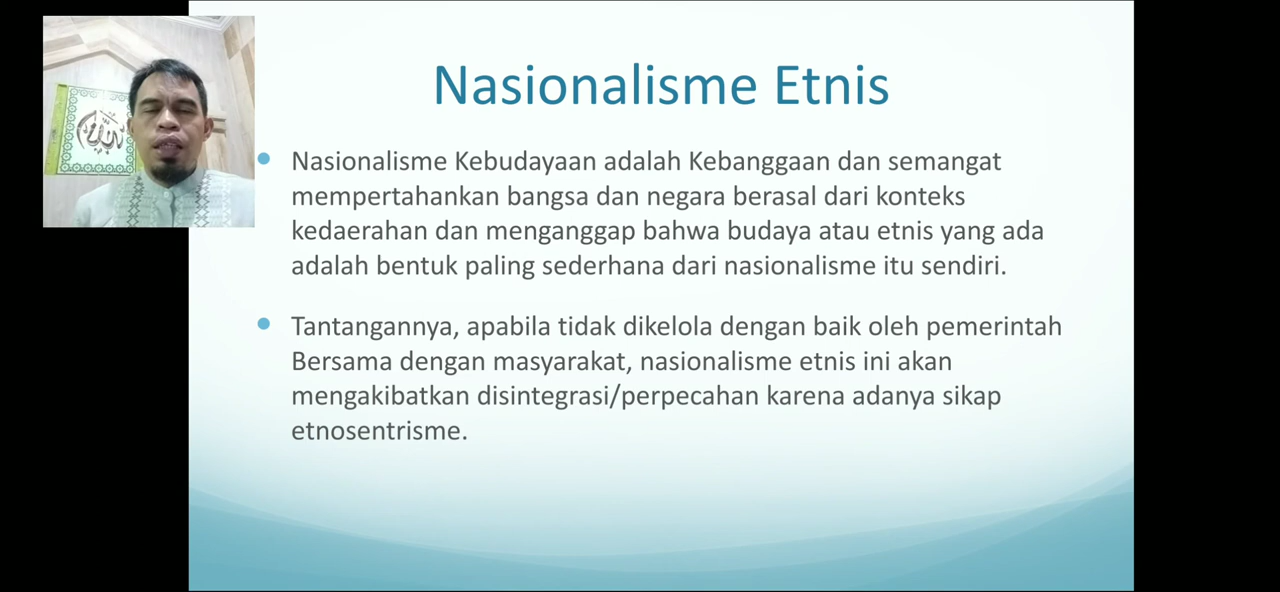 Nasionalisme Etnis
Nasionalisme Kebudayaan adalah Kebanggaan dan semangat
mempertahankan bangsa dan negara berasal dari konteks
kedaerahan dan menganggap bahwa budaya atau etnis yang ada
adalah bentuk paling sederhana dari nasionalisme itu sendiri.
Tantangannya, apabila tidak dikelola dengan baik oleh pemerintah
Bersama dengan masyarakat, nasionalisme etnis ini akan
mengakibatkan disintegrasi/perpecahan karena adanya sikap
etnosentrisme.